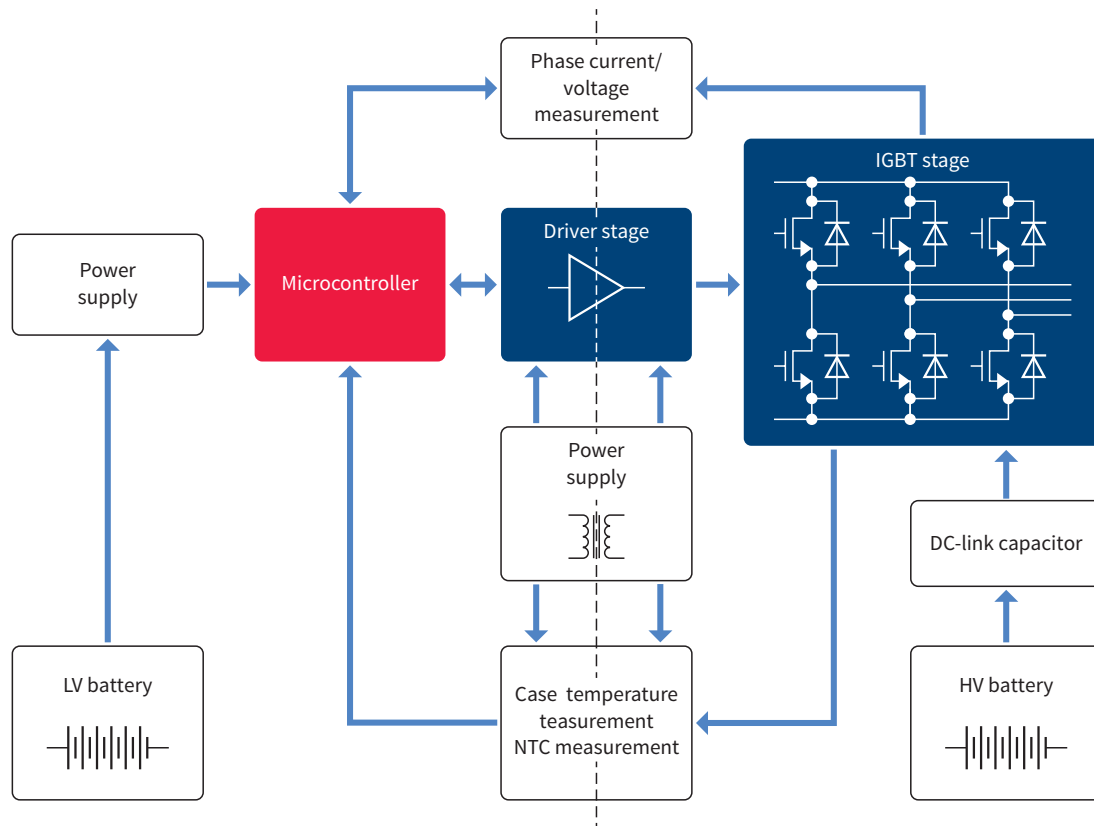 Phase current/
voltage
measurement
IGBT stage
Driver stage
Microcontroller
Power
supply
Power
supply
DC-link capacitor
LV battery
Case temperature
teasurement
NTC measurement
HV battery